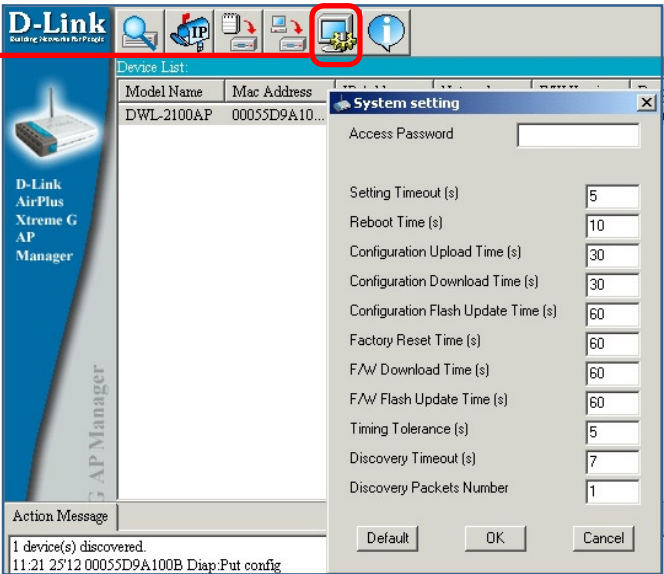 D-Link
Building Networks for People
IP
Device List:
Model Name Mac Address
DWL-2100AP 00055D9A10...
D-Link
AirPlus
Xtreme G
AP
Manager
G AP Manager
System setting
Access Password
Setting Timeout (s) 5
Reboot Time (s) 10
Configuration Upload Time (s) 30
Configuration Download Time (s) 30
Configuration Flash Update Time (s) 60
Factory Reset Time (s) 60
F/W Download Time (s) 60
F/W Flash Update Time (s) 60
Timing Tolerance (s) 5
Discovery Timeout (s) 7
Discovery Packets Number 1
Default OK Cancel
Action Message
1 device(s) discovered.
11:21 25'12 00055D9A100B Diap:Put config